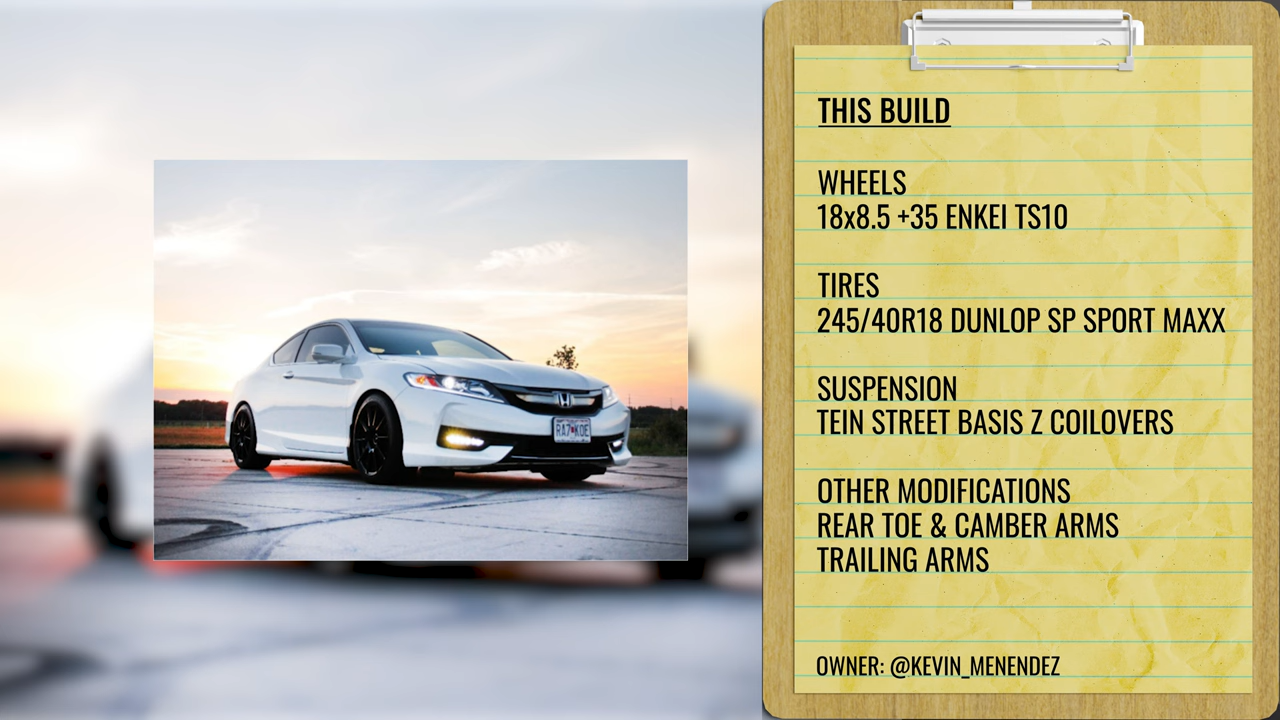 THIS BUILD
WHEELS
18x8.5 +35 ENKEI TS10
TIRES
245/40R18 DUNLOP SP SPORT MAXX
SUSPENSION
TEIN STREET BASIS Z COILOVERS
OTHER MODIFICATIONS
REAR TOE & CAMBER ARMS
TRAILING ARMS
OWNER: @KEVIN_MENENDEZ